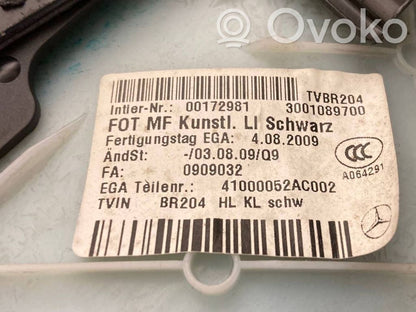 Ovoko
TVBR204
Intier-Nr.: 00172981 3001089700
FOT MF Kunstl. LI Schwarz
Fertigungstag EGA: 4.08.2009
ÄndSt: -/03.08.09/Q9
FA: 0909032
CCC
A064291
EGA Teilenr.: 41000052AC002
TVIN BR204 HL KL schw